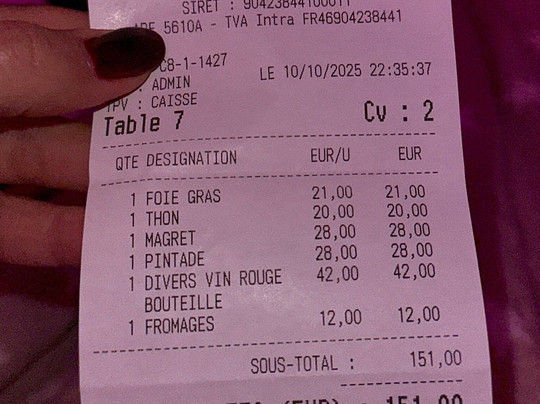 SIRET : 90423844100011
APE 5610A - TVA Intra FR46904238441
C8-1-1427
: ADMIN
LE 10/10/2025 22:35:37
TPV : CAISSE
Table 7 Cv : 2
QTE DESIGNATION EUR/U EUR
1 FOIE GRAS 21,00 21,00
1 THON 20,00 20,00
1 MAGRET 28,00 28,00
1 PINTADE 28,00 28,00
1 DIVERS VIN ROUGE 42,00 42,00
BOUTEILLE
1 FROMAGES 12,00 12,00
SOUS-TOTAL : 151,00
(EUR) : 151,00